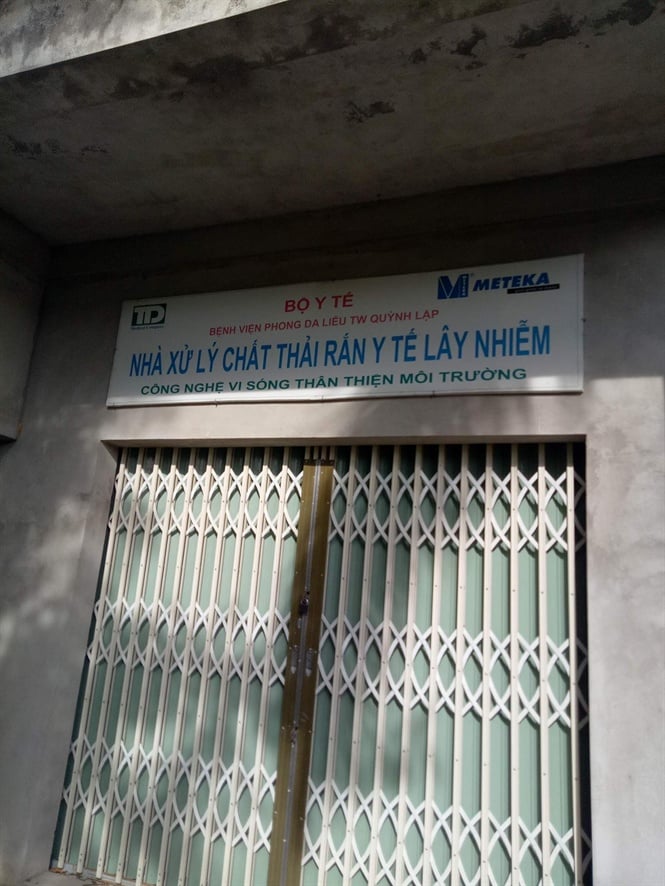 TD
BỘ Y TẾ
METEKA
BỆNH VIỆN PHONG DA LIỄU TW QUỲNH LẬP
NHÀ XỬ LÝ CHẤT THẢI RẮN Y TẾ LÂY NHIỄM
CÔNG NGHỆ VI SÓNG THÂN THIỆN MÔI TRƯỜNG